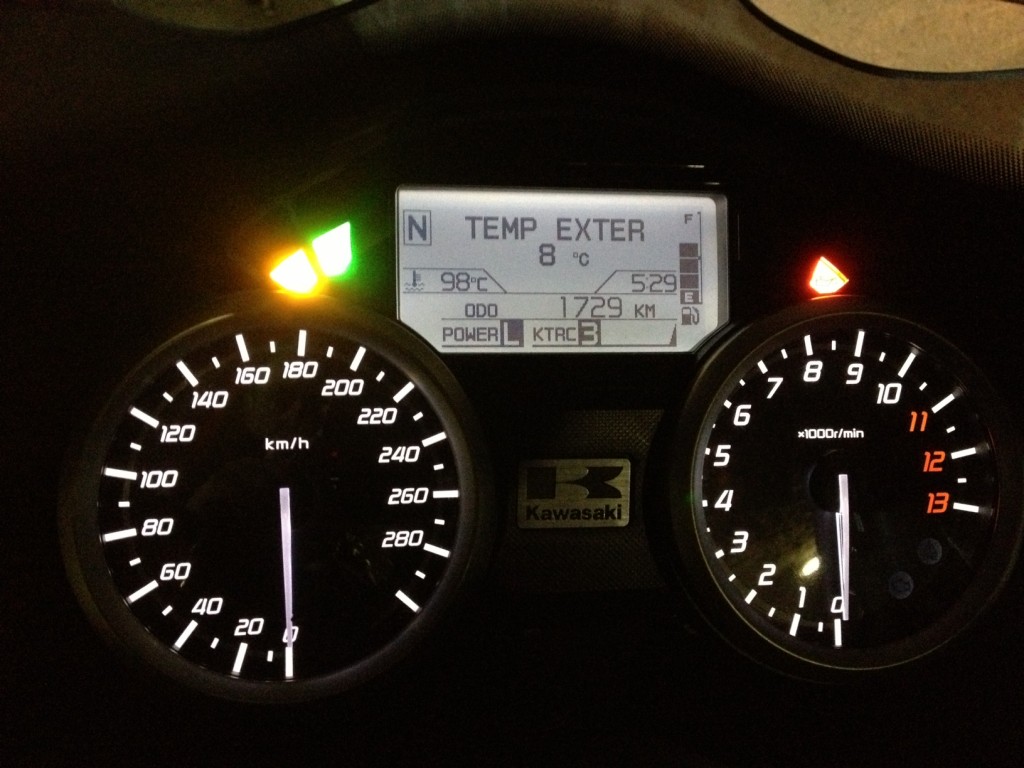 N TEMP EXTER F
8 °C
98°C 5:29 E
ODO 1729 KM
POWER L KTRC 3
0 20 40 60 80 100 120 140 160 180 200 220 240 260 280
km/h
Kawasaki
0 1 2 3 4 5 6 7 8 9 10 11 12 13
x1000r/min